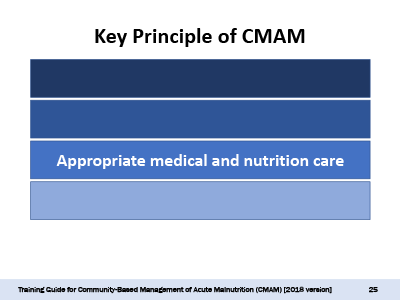 Key Principle of CMAM
Appropriate medical and nutrition care
Training Guide for Community-Based Management of Acute Malnutrition (CMAM) [2018 version]
25